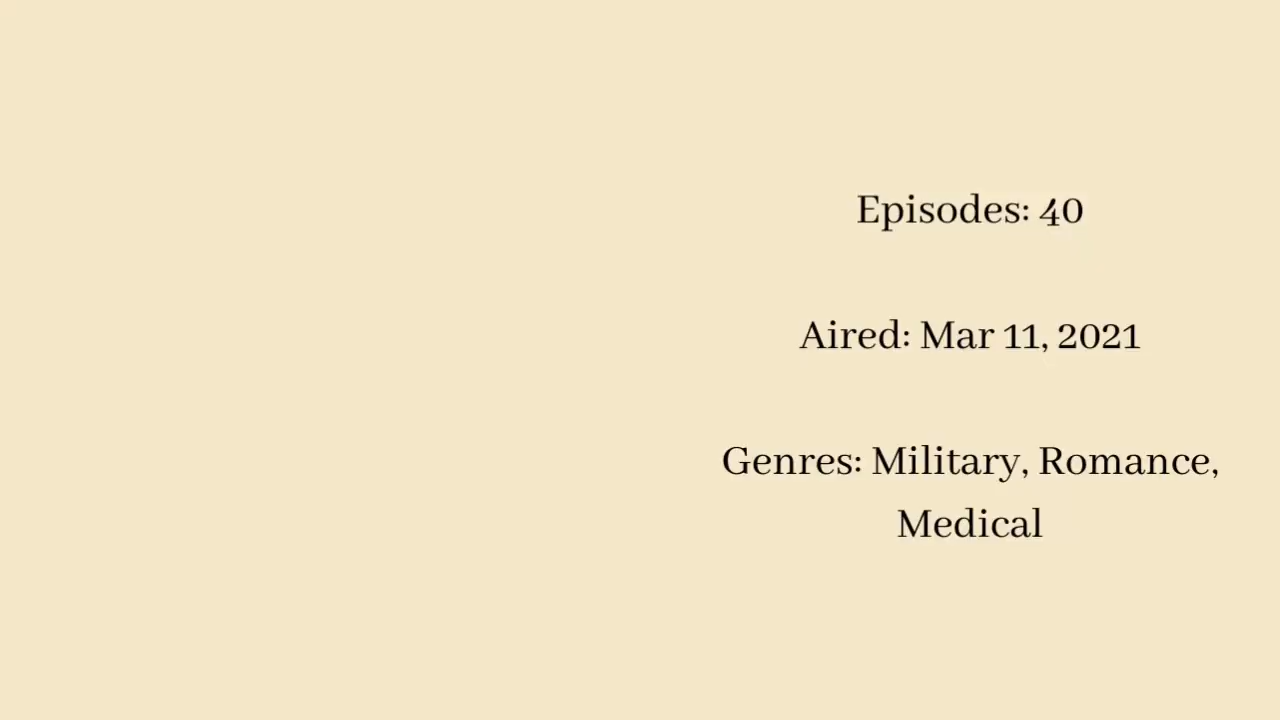 Episodes: 40
Aired: Mar 11, 2021
Genres: Military, Romance,
Medical